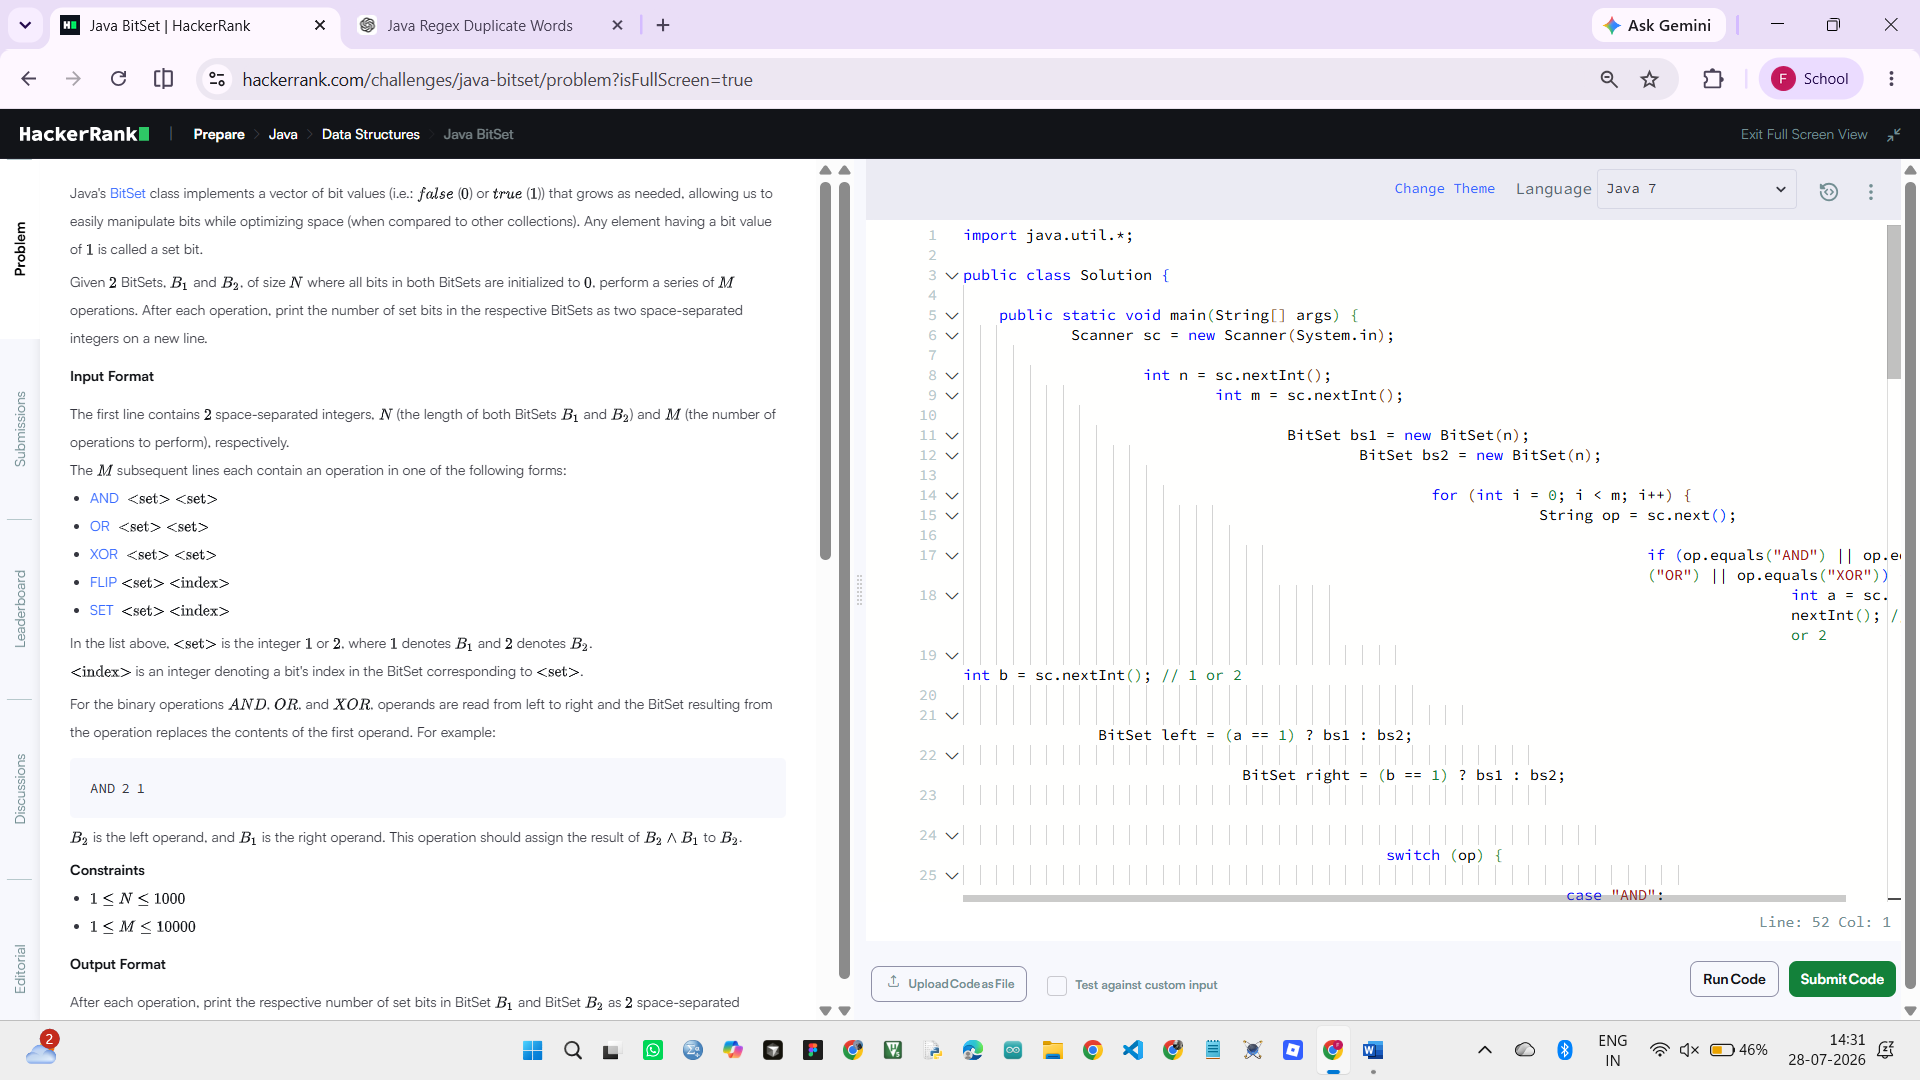 Java BitSet | HackerRank
Java Regex Duplicate Words
Ask Gemini
hackerrank.com/challenges/java-bitset/problem?isFullScreen=true
F School
HackerRank
Prepare > Java > Data Structures > Java BitSet
Exit Full Screen View
Problem
Submissions
Leaderboard
Discussions
Editorial
Java's BitSet class implements a vector of bit values (i.e.: false (0) or true (1)) that grows as needed, allowing us to
easily manipulate bits while optimizing space (when compared to other collections). Any element having a bit value
of 1 is called a set bit.
Given 2 BitSets, B1 and B2, of size N where all bits in both BitSets are initialized to 0, perform a series of M
operations. After each operation, print the number of set bits in the respective BitSets as two space-separated
integers on a new line.
Input Format
The first line contains 2 space-separated integers, N (the length of both BitSets B1 and B2) and M (the number of
operations to perform), respectively.
The M subsequent lines each contain an operation in one of the following forms:
• AND <set> <set>
• OR <set> <set>
• XOR <set> <set>
• FLIP <set> <index>
• SET <set> <index>
In the list above, <set> is the integer 1 or 2, where 1 denotes B1 and 2 denotes B2.
<index> is an integer denoting a bit's index in the BitSet corresponding to <set>.
For the binary operations AND, OR, and XOR, operands are read from left to right and the BitSet resulting from
the operation replaces the contents of the first operand. For example:
AND 2 1
B2 is the left operand, and B1 is the right operand. This operation should assign the result of B2 ∧ B1 to B2.
Constraints
• 1 ≤ N ≤ 1000
• 1 ≤ M ≤ 10000
Output Format
After each operation, print the respective number of set bits in BitSet B1 and BitSet B2 as 2 space-separated
Change Theme Language Java 7
1 import java.util.*;
2
3 public class Solution {
4
5 public static void main(String[] args) {
6 Scanner sc = new Scanner(System.in);
7
8 int n = sc.nextInt();
9 int m = sc.nextInt();
10
11 BitSet bs1 = new BitSet(n);
12 BitSet bs2 = new BitSet(n);
13
14 for (int i = 0; i < m; i++) {
15 String op = sc.next();
16
17 if (op.equals("AND") || op.e
("OR") || op.equals("XOR"))
18 int a = sc.
nextInt(); /
or 2
19
int b = sc.nextInt(); // 1 or 2
20
21
BitSet left = (a == 1) ? bs1 : bs2;
22
BitSet right = (b == 1) ? bs1 : bs2;
23
24
switch (op) {
25
case "AND":
Line: 52 Col: 1
Upload Code as File
Test against custom input
Run Code
Submit Code
2
ENG
IN
46%
14:31
28-07-2026